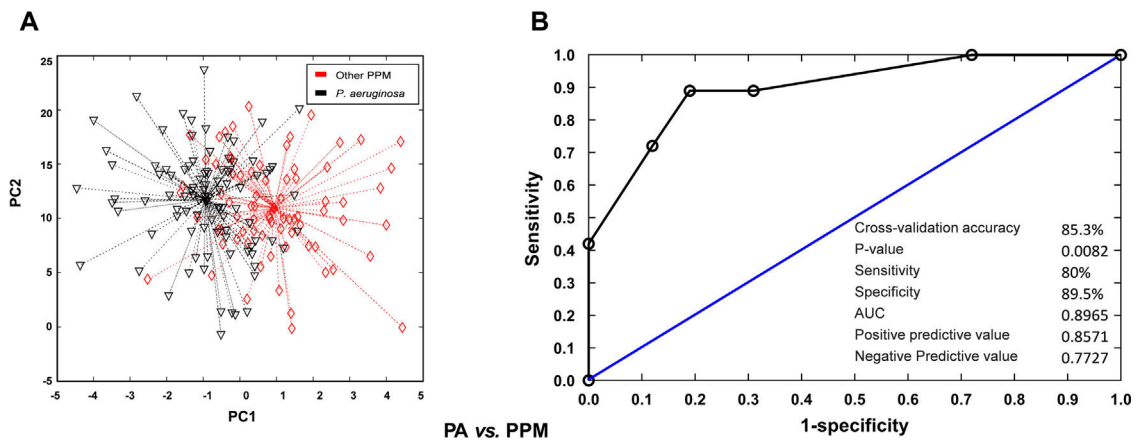 A
25
20
15
10
5
0
-5
PC2
Other PPM
P. aeruginosa
-5 -4 -3 -2 -1 0 1 2 3 4 5
PC1
B
1.0
0.9
0.8
0.7
0.6
0.5
0.4
0.3
0.2
0.1
0.0
Sensitivity
Cross-validation accuracy 85.3%
P-value 0.0082
Sensitivity 80%
Specificity 89.5%
AUC 0.8965
Positive predictive value 0.8571
Negative Predictive value 0.7727
0.0 0.1 0.2 0.3 0.4 0.5 0.6 0.7 0.8 0.9 1.0
1-specificity
PA vs. PPM